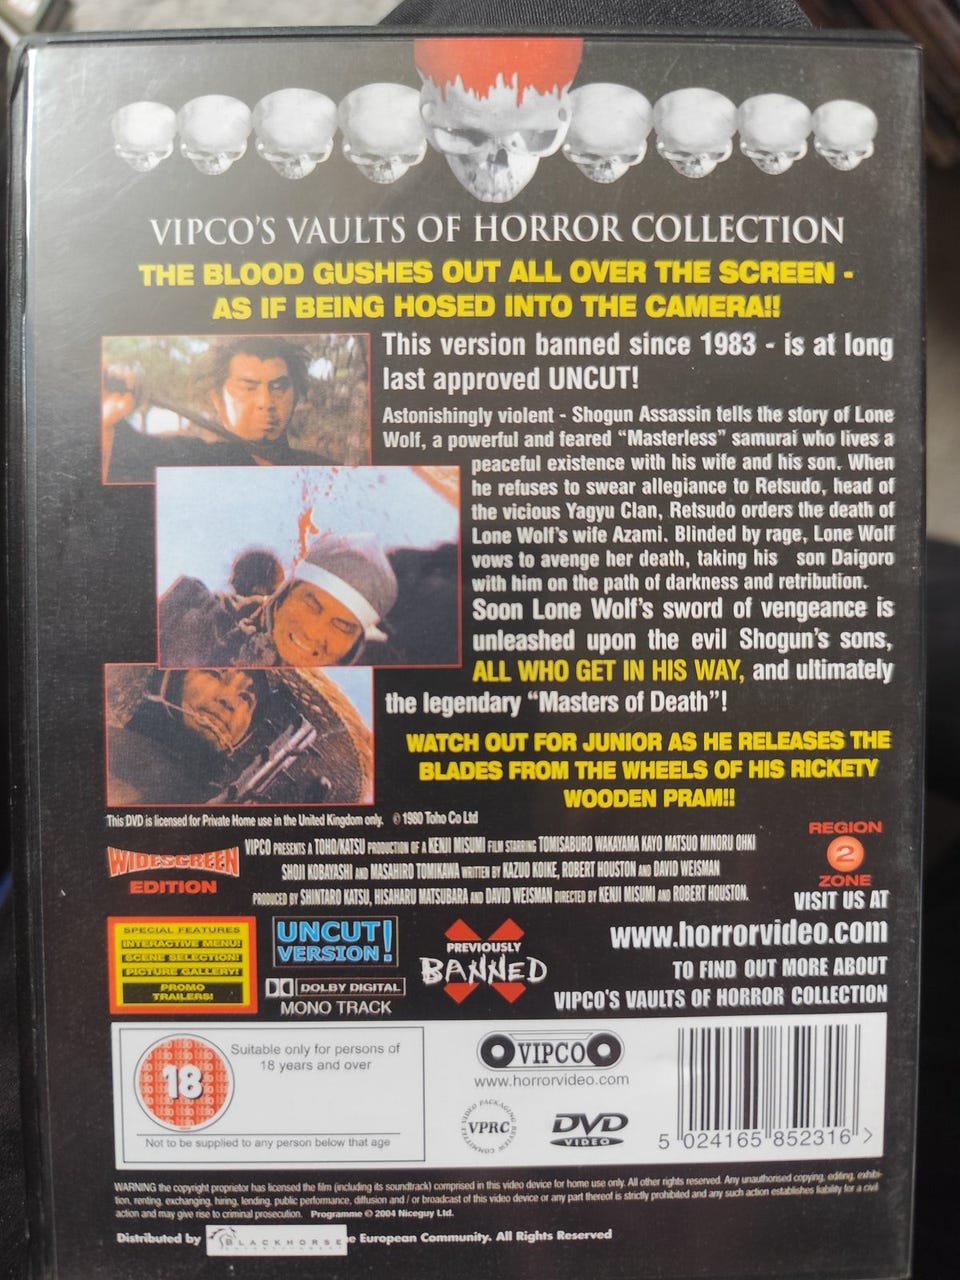 VIPCO'S VAULTS OF HORROR COLLECTION
THE BLOOD GUSHES OUT ALL OVER THE SCREEN -
AS IF BEING HOSED INTO THE CAMERA!!
This version banned since 1983 - is at long
last approved UNCUT!
Astonishingly violent - Shogun Assassin tells the story of Lone
Wolf, a powerful and feared "Masterless" samurai who lives a
peaceful existence with his wife and his son. When
he refuses to swear allegiance to Retsudo, head of
the vicious Yagyu Clan, Retsudo orders the death of
Lone Wolf's wife Azami. Blinded by rage, Lone Wolf
vows to avenge her death, taking his son Daigoro
with him on the path of darkness and retribution.
Soon Lone Wolf's sword of vengeance is
unleashed upon the evil Shogun's sons,
ALL WHO GET IN HIS WAY, and ultimately
the legendary "Masters of Death"!
WATCH OUT FOR JUNIOR AS HE RELEASES THE
BLADES FROM THE WHEELS OF HIS RICKETY
WOODEN PRAM!!
This DVD is licensed for Private Home use in the United Kingdom only. © 1980 Toho Co Ltd
VIPCO PRESENTS A TOHO/KATSU PRODUCTION OF A KENJI MISUMI FILM STARRING TOMISABURO WAKAYAMA KAYO MATSUO MINORU OHKI
SHOJI KOBAYASHI AND MASAHIRO TOMIKAWA WRITTEN BY KAZUO KOIKE, ROBERT HOUSTON AND DAVID WEISMAN
PRODUCED BY SHINTARO KATSU, HISAHARU MATSUBARA AND DAVID WEISMAN DIRECTED BY KENJI MISUMI AND ROBERT HOUSTON.
WIDESCREEN
EDITION
REGION
2
ZONE
VISIT US AT
www.horrorvideo.com
TO FIND OUT MORE ABOUT
VIPCO'S VAULTS OF HORROR COLLECTION
SPECIAL FEATURES
INTERACTIVE MENU!
SCENE SELECTION!
PICTURE GALLERY!
PROMO
TRAILERS!
UNCUT
VERSION!
DOLBY DIGITAL
MONO TRACK
PREVIOUSLY
BANNED
18
Suitable only for persons of
18 years and over
Not to be supplied to any person below that age
VIPCO
www.horrorvideo.com
VIDEO PACKAGING REVIEW COMMITTEE
VPRC
DVD
VIDEO
5 024165 852316 >
WARNING the copyright proprietor has licensed the film (including its soundtrack) comprised in this video device for home use only. All other rights reserved. Any unauthorised copying, editing, exhibi-
tion, renting, exchanging, hiring, lending, public performance, diffusion and / or broadcast of this video device or any part thereof is strictly prohibited and any such action establishes liability for a civil
action and may give rise to criminal prosecution. Programme © 2004 Niceguy Ltd.
Distributed by BLACKHORSE ENTERTAINMENT e European Community. All Rights Reserved